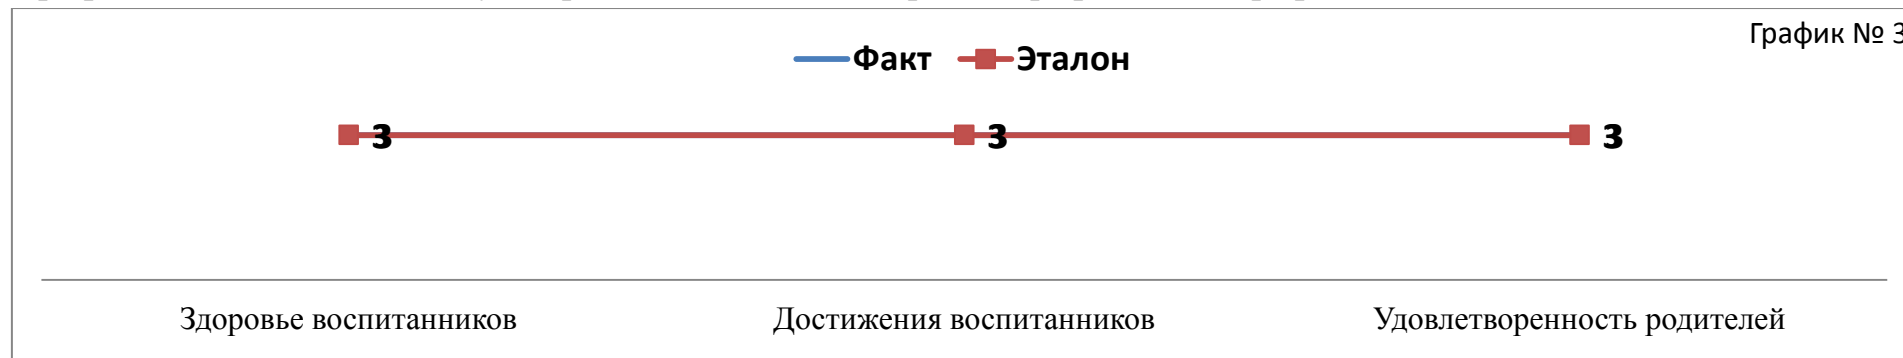 График № 3
Факт Эталон
3 3 3
Здоровье воспитанников Достижения воспитанников Удовлетворенность родителей